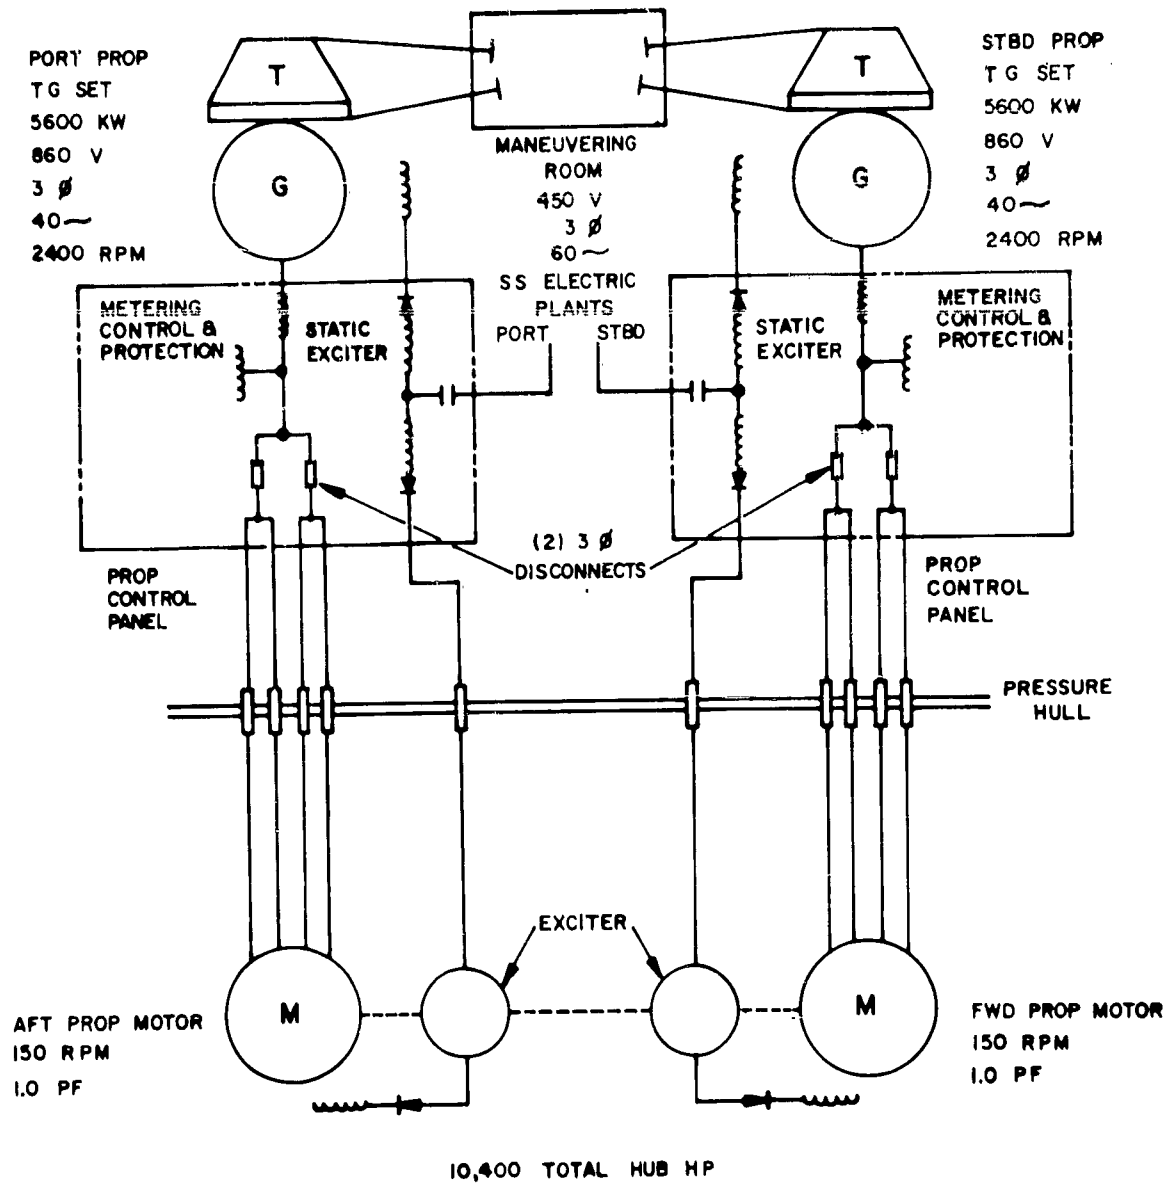 PORT PROP
TG SET
5600 KW
860 V
3 Ø
40~
2400 RPM
T
G
MANEUVERING
ROOM
450 V
3 Ø
60~
SS ELECTRIC
PLANTS
PORT STBD
T
G
STBD PROP
TG SET
5600 KW
860 V
3 Ø
40~
2400 RPM
METERING
CONTROL &
PROTECTION
STATIC
EXCITER
STATIC
EXCITER
METERING
CONTROL &
PROTECTION
(2) 3 Ø
DISCONNECTS
PROP
CONTROL
PANEL
PROP
CONTROL
PANEL
PRESSURE
HULL
EXCITER
M
M
AFT PROP MOTOR
150 RPM
1.0 PF
FWD PROP MOTOR
150 RPM
1.0 PF
10,400 TOTAL HUB HP